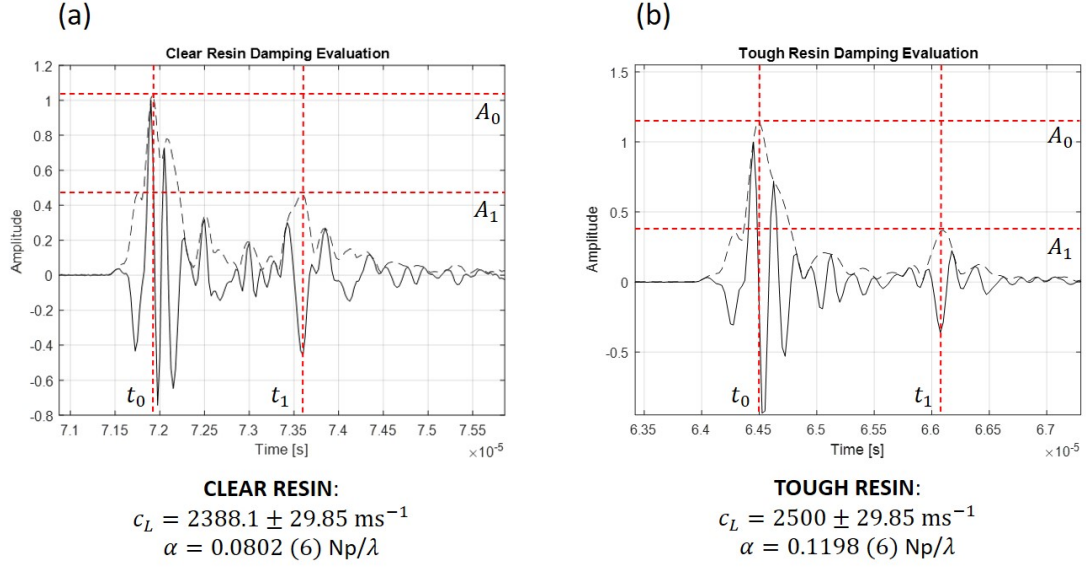 (a)
Clear Resin Damping Evaluation
1.2
1
0.8
0.6
0.4
0.2
0
-0.2
-0.4
-0.6
-0.8
Amplitude
A₀
A₁
t₀
t₁
7.1 7.15 7.2 7.25 7.3 7.35 7.4 7.45 7.5 7.55
Time [s]
×10⁻⁵
CLEAR RESIN:
c_L = 2388.1 ± 29.85 ms⁻¹
α = 0.0802 (6) Np/λ
(b)
Tough Resin Damping Evaluation
1.5
1
0.5
0
-0.5
Amplitude
A₀
A₁
t₀
t₁
6.35 6.4 6.45 6.5 6.55 6.6 6.65 6.7
Time [s]
×10⁻⁵
TOUGH RESIN:
c_L = 2500 ± 29.85 ms⁻¹
α = 0.1198 (6) Np/λ